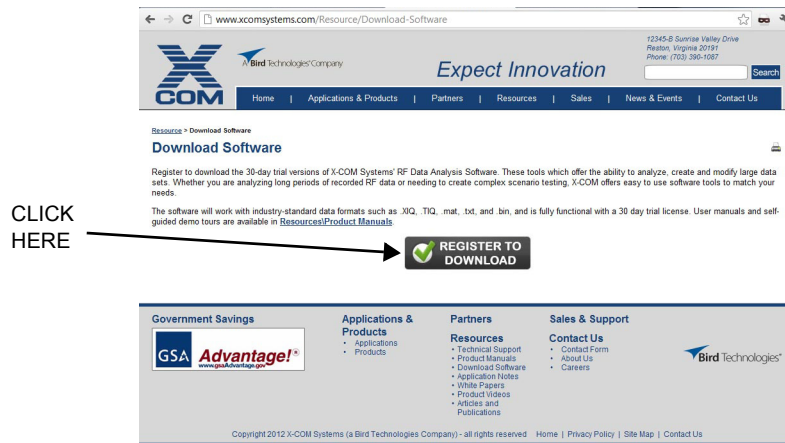 www.xcomsystems.com/Resource/Download-Software
12345-B Sunrise Valley Drive
Reston, Virginia 20191
Phone: (703) 390-1087
X
COM
A Bird Technologies' Company
Expect Innovation
Search
Home | Applications & Products | Partners | Resources | Sales | News & Events | Contact Us
Resource > Download Software
Download Software
Register to download the 30-day trial versions of X-COM Systems' RF Data Analysis Software. These tools which offer the ability to analyze, create and modify large data
sets. Whether you are analyzing long periods of recorded RF data or needing to create complex scenario testing, X-COM offers easy to use software tools to match your
needs.
The software will work with industry-standard data formats such as .XIQ, .TIQ, .mat, .txt, and .bin, and is fully functional with a 30 day trial license. User manuals and self-
guided demo tours are available in Resources\Product Manuals.
CLICK
HERE
REGISTER TO
DOWNLOAD
Government Savings
GSA Advantage!®
www.gsaAdvantage.gov
Applications &
Products
• Applications
• Products
Partners
Resources
• Technical Support
• Product Manuals
• Download Software
• Application Notes
• White Papers
• Product Videos
• Articles and
Publications
Sales & Support
Contact Us
• Contact Form
• About Us
• Careers
Bird Technologies®
Copyright 2012 X-COM Systems (a Bird Technologies Company) - all rights reserved Home | Privacy Policy | Site Map | Contact Us